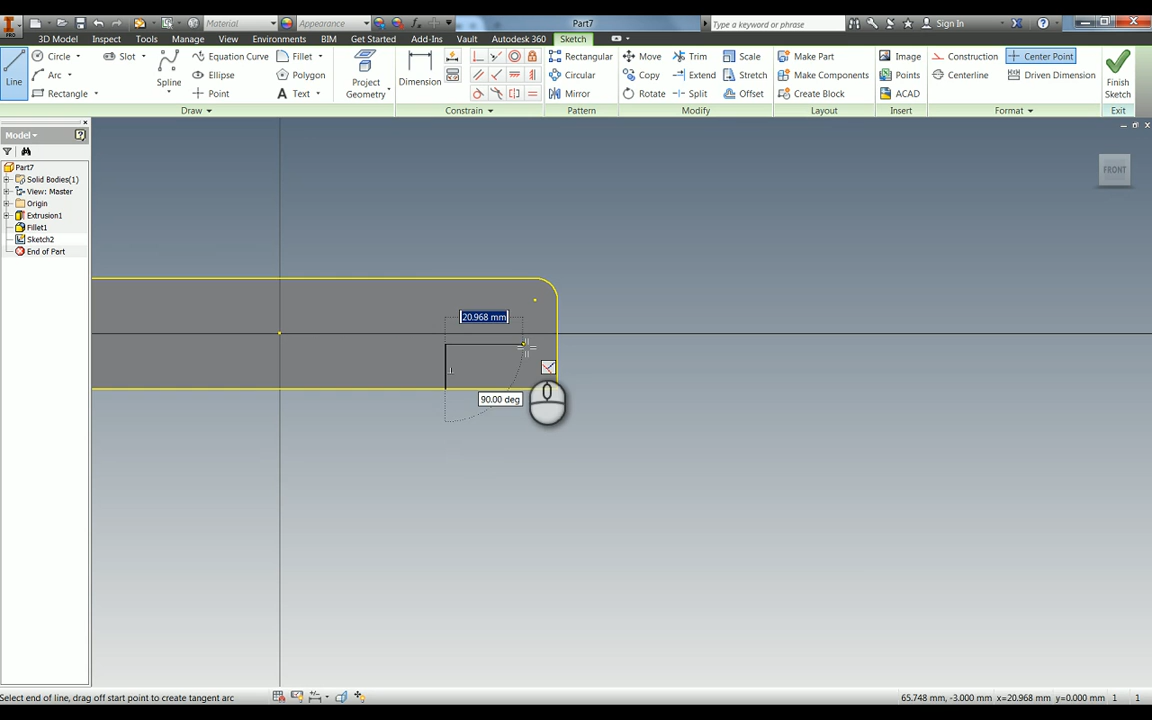 Material
Appearance
Part7
Type a keyword or phrase
Sign In
PRO
3D Model
Inspect
Tools
Manage
View
Environments
BIM
Get Started
Add-Ins
Vault
Autodesk 360
Sketch
Line
Circle
Arc
Rectangle
Slot
Spline
Equation Curve
Ellipse
Point
Fillet
Polygon
Text
Project
Geometry
Dimension
Rectangular
Circular
Mirror
Move
Copy
Rotate
Trim
Extend
Split
Scale
Stretch
Offset
Make Part
Make Components
Create Block
Image
Points
ACAD
Construction
Centerline
Center Point
Driven Dimension
Finish
Sketch
Draw
Constrain
Pattern
Modify
Layout
Insert
Format
Exit
Model
Part7
Solid Bodies(1)
View: Master
Origin
Extrusion1
Fillet1
Sketch2
End of Part
FRONT
20.968 mm
90.00 deg
Select end of line, drag off start point to create tangent arc
65.748 mm, -3.000 mm x=20.968 mm y=0.000 mm 1 1